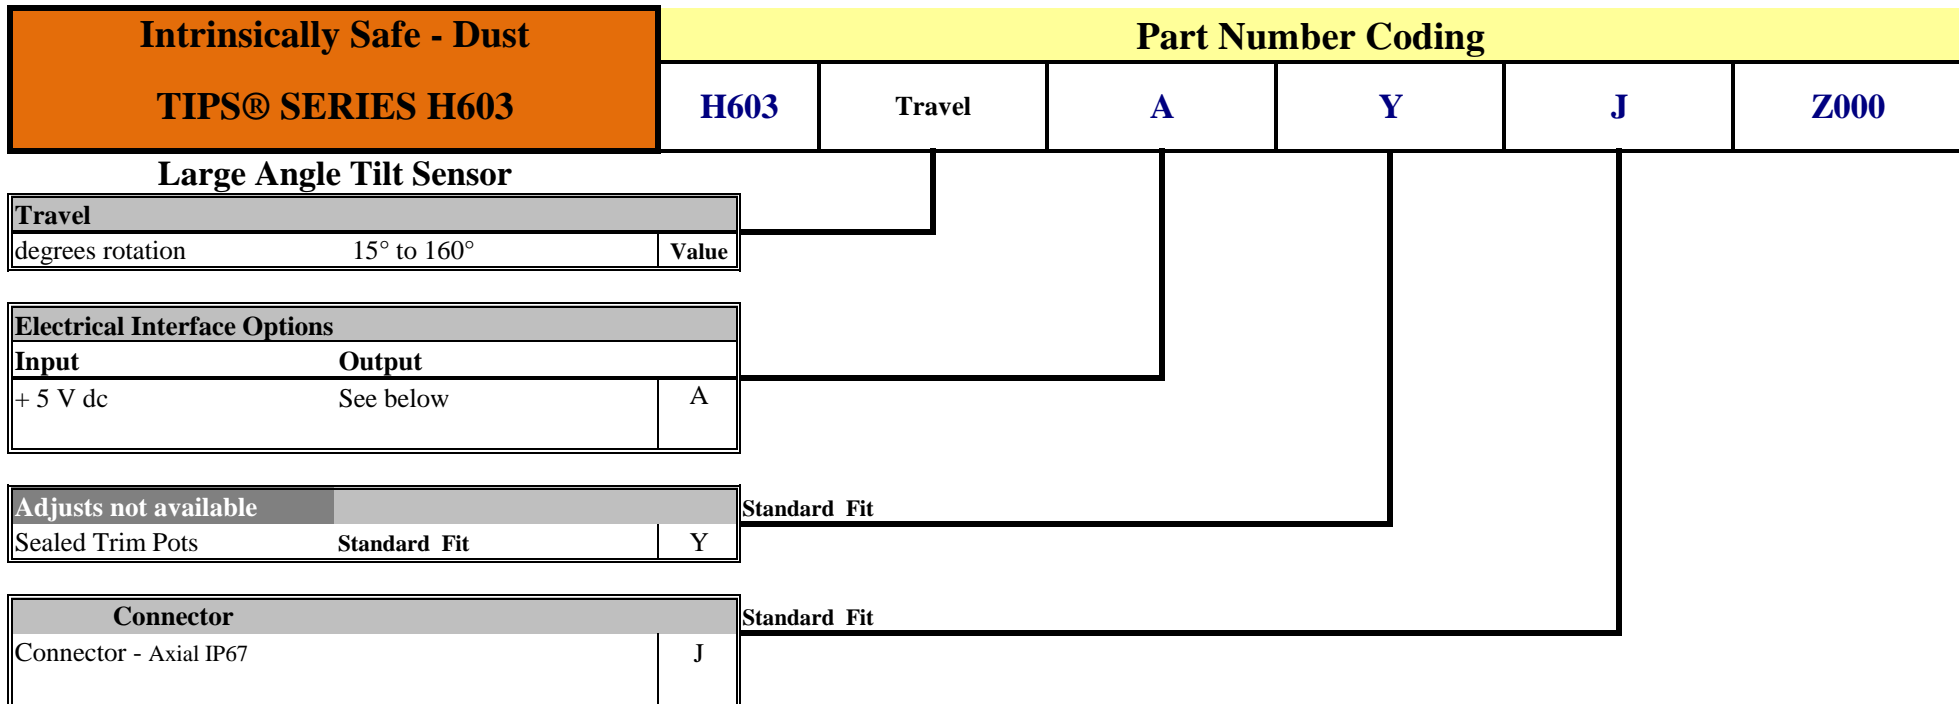 Intrinsically Safe - Dust
TIPS® SERIES H603
Part Number Coding
H603 Travel A Y J Z000
Large Angle Tilt Sensor
Travel
degrees rotation 15° to 160° Value
Electrical Interface Options
Input Output
+ 5 V dc See below A
Adjusts not available Standard Fit
Sealed Trim Pots Standard Fit Y
Connector Standard Fit
Connector - Axial IP67 J